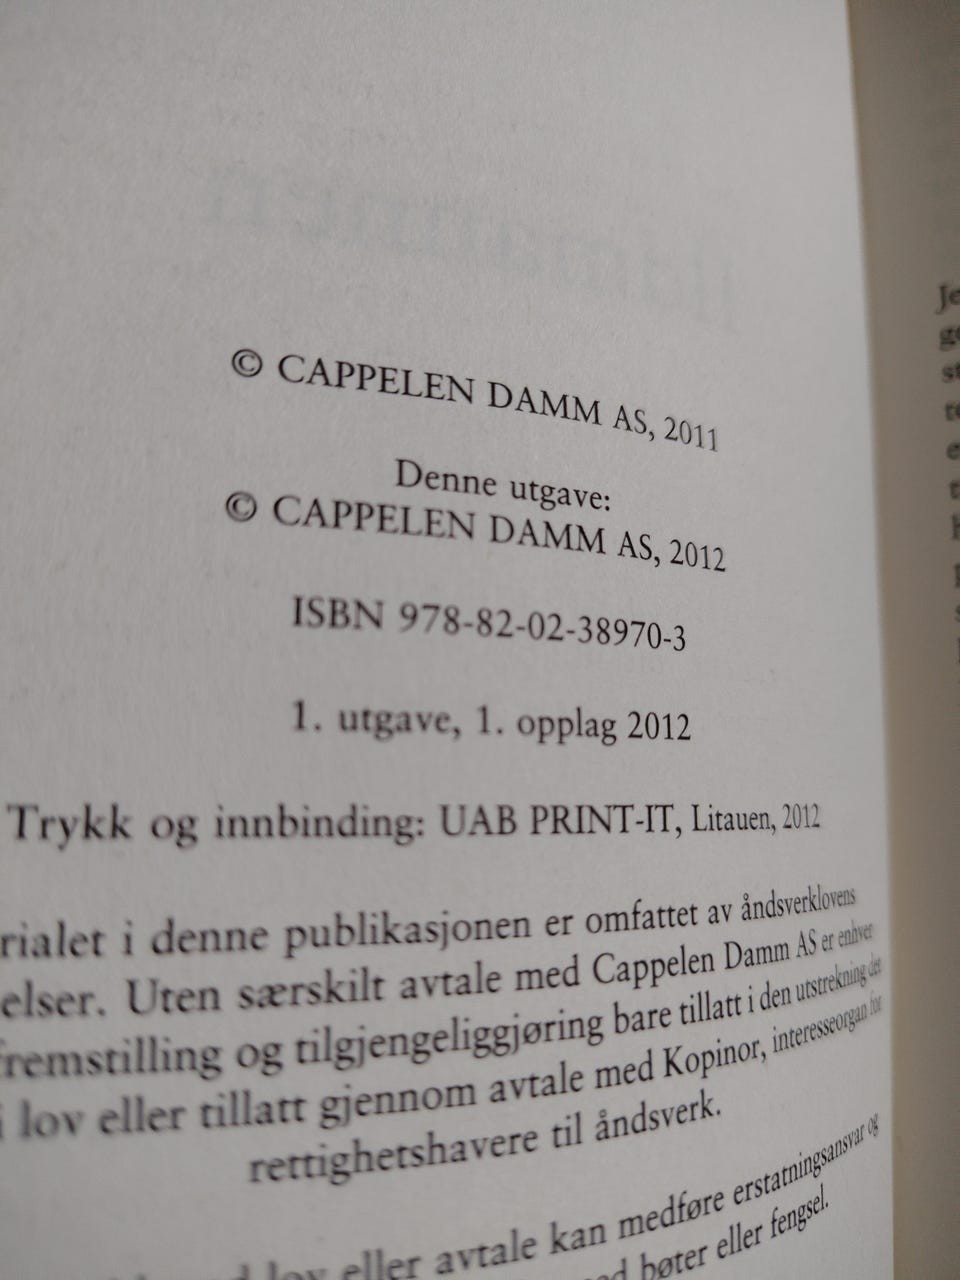 © CAPPELEN DAMM AS, 2011
Denne utgave:
© CAPPELEN DAMM AS, 2012
ISBN 978-82-02-38970-3
1. utgave, 1. opplag 2012
Trykk og innbinding: UAB PRINT-IT, Litauen, 2012
rialet i denne publikasjonen er omfattet av åndsverklovens
elser. Uten særskilt avtale med Cappelen Damm AS er enhver
fremstilling og tilgjengeliggjøring bare tillatt i den utstrekning det
i lov eller tillatt gjennom avtale med Kopinor, interesseorgan for
rettighetshavere til åndsverk.
lov eller avtale kan medføre erstatningsansvar og
bøter eller fengsel.
Je